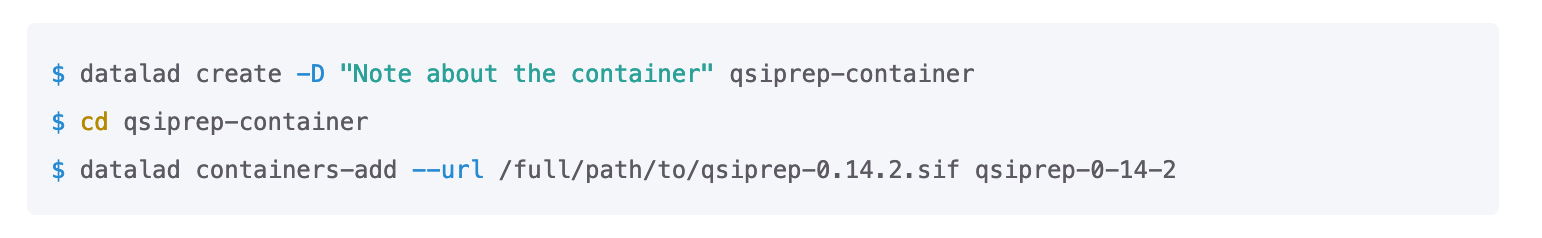 $ datalad create -D "Note about the container" qsiprep-container
$ cd qsiprep-container
$ datalad containers-add --url /full/path/to/qsiprep-0.14.2.sif qsiprep-0-14-2